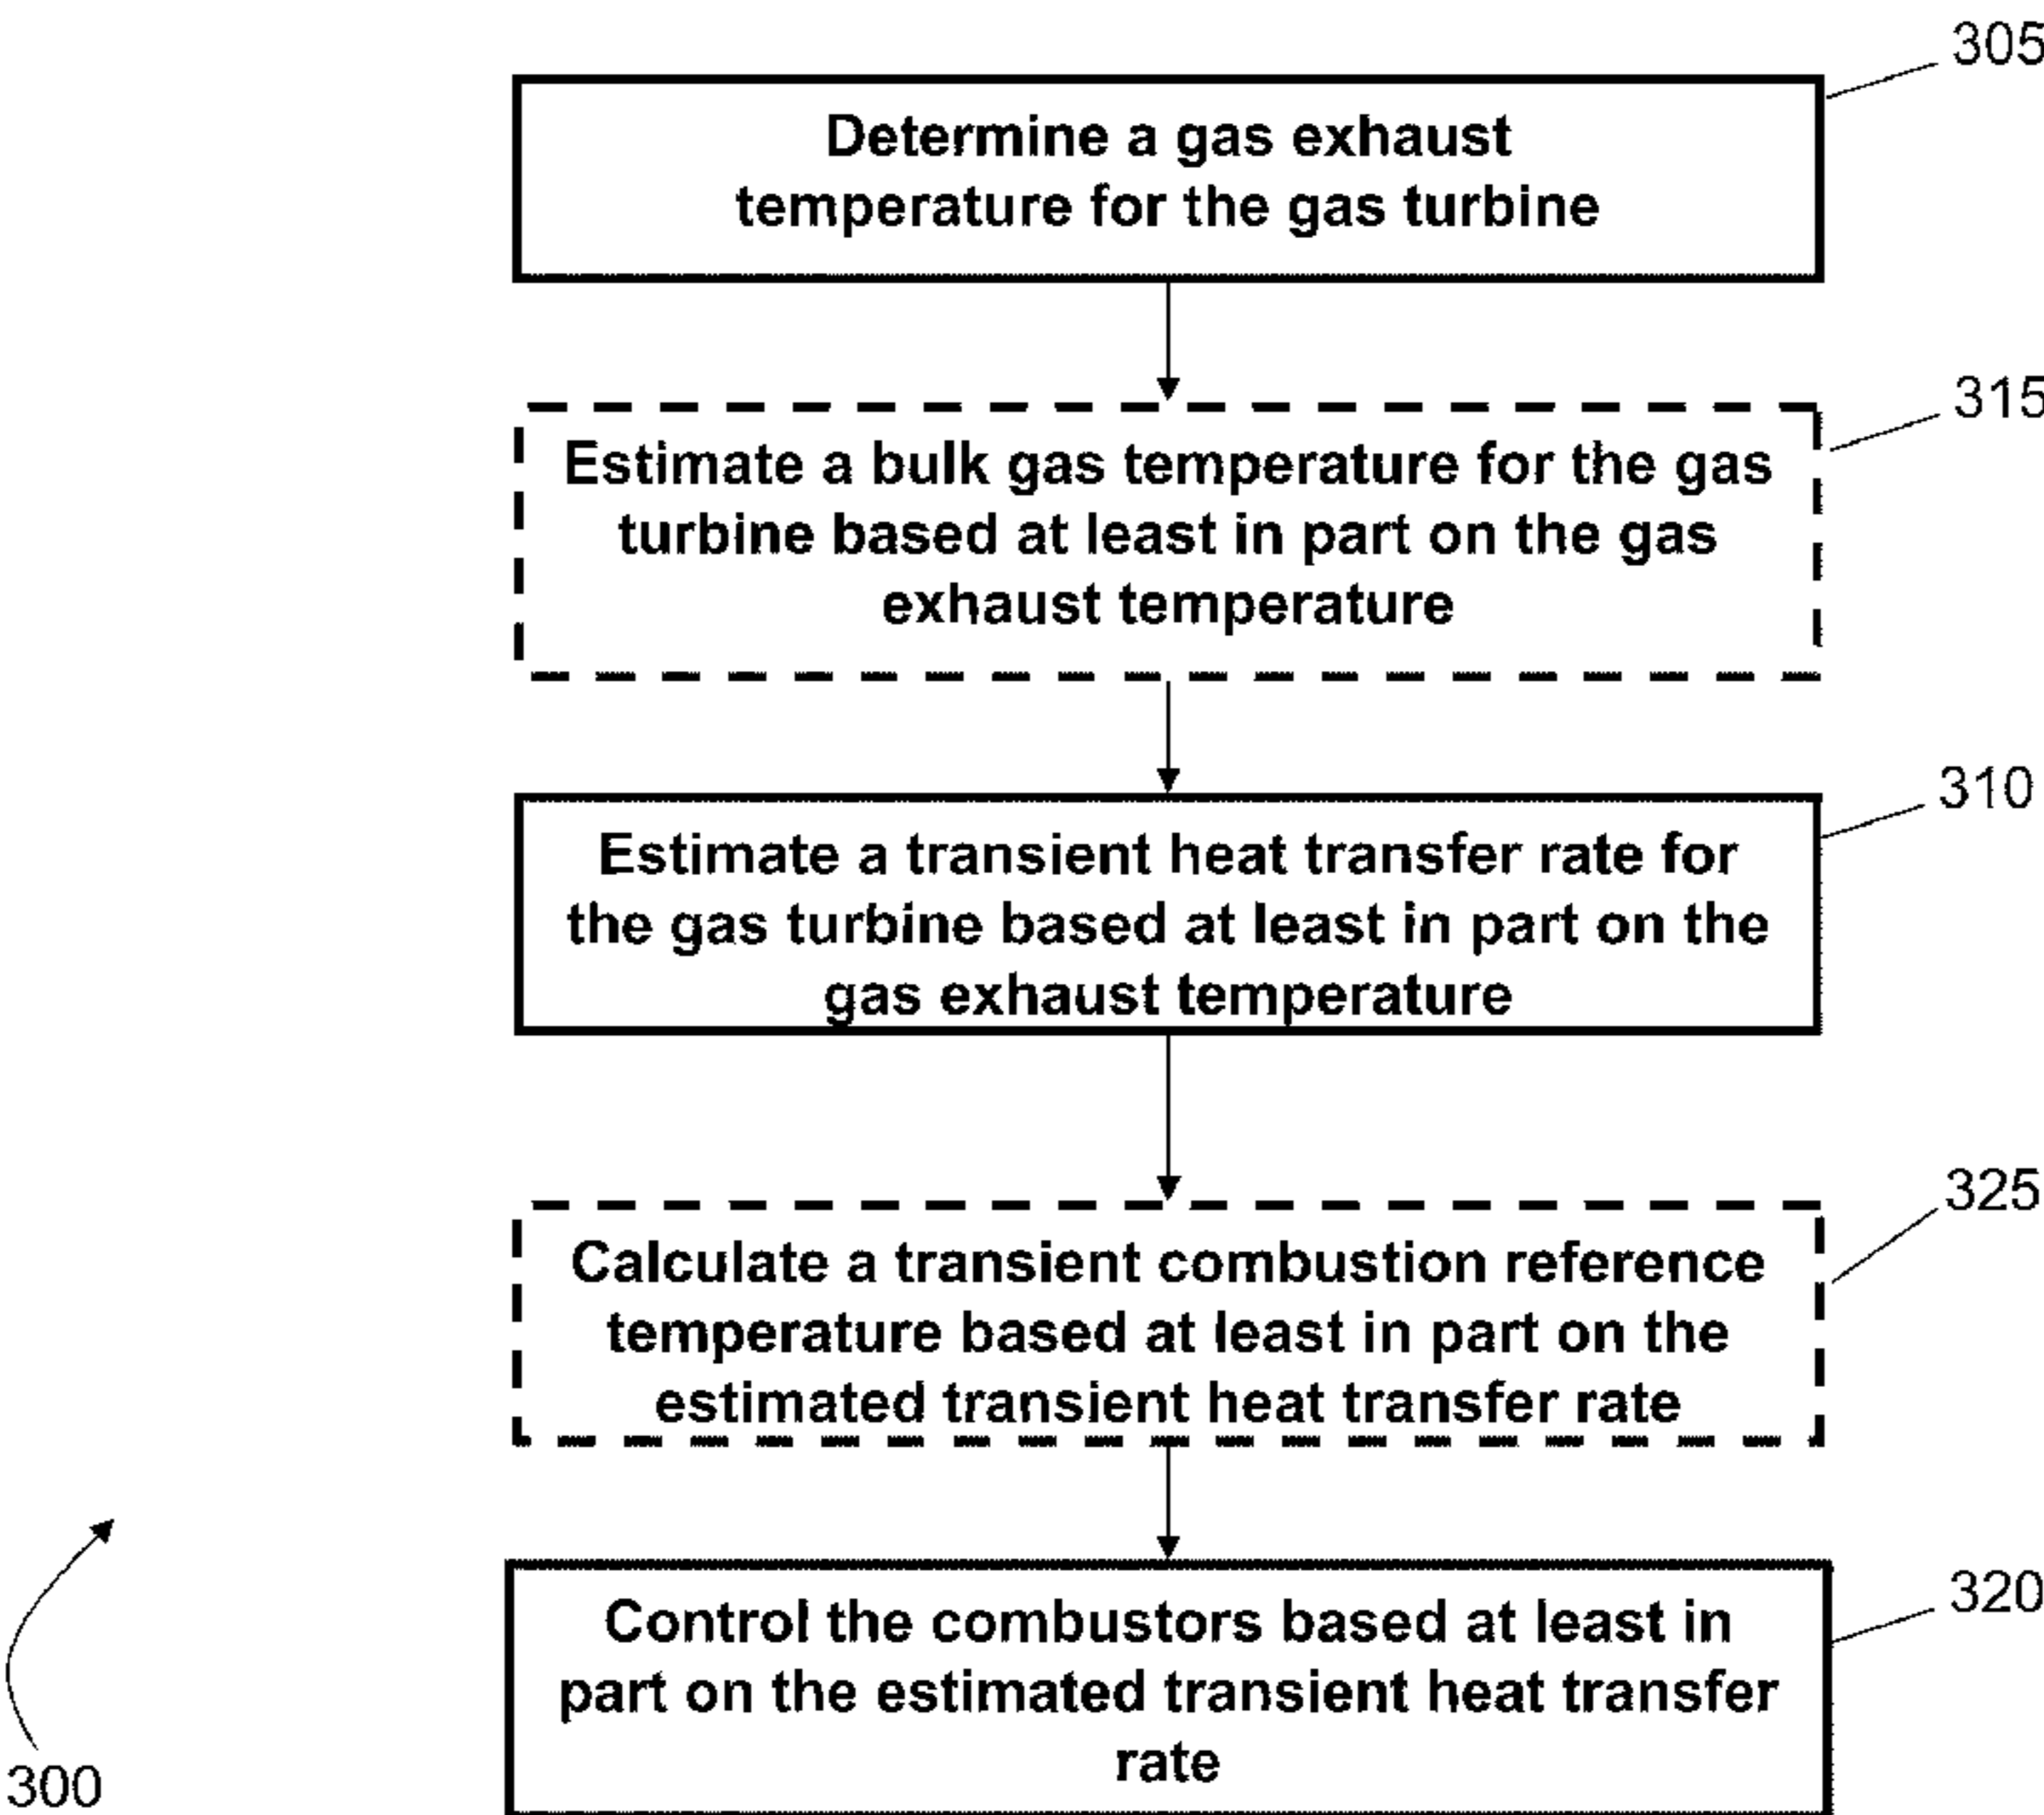 305
Determine a gas exhaust
temperature for the gas turbine
315
Estimate a bulk gas temperature for the gas
turbine based at least in part on the gas
exhaust temperature
310
Estimate a transient heat transfer rate for
the gas turbine based at least in part on the
gas exhaust temperature
325
Calculate a transient combustion reference
temperature based at least in part on the
estimated transient heat transfer rate
320
Control the combustors based at least in
part on the estimated transient heat transfer
rate
300